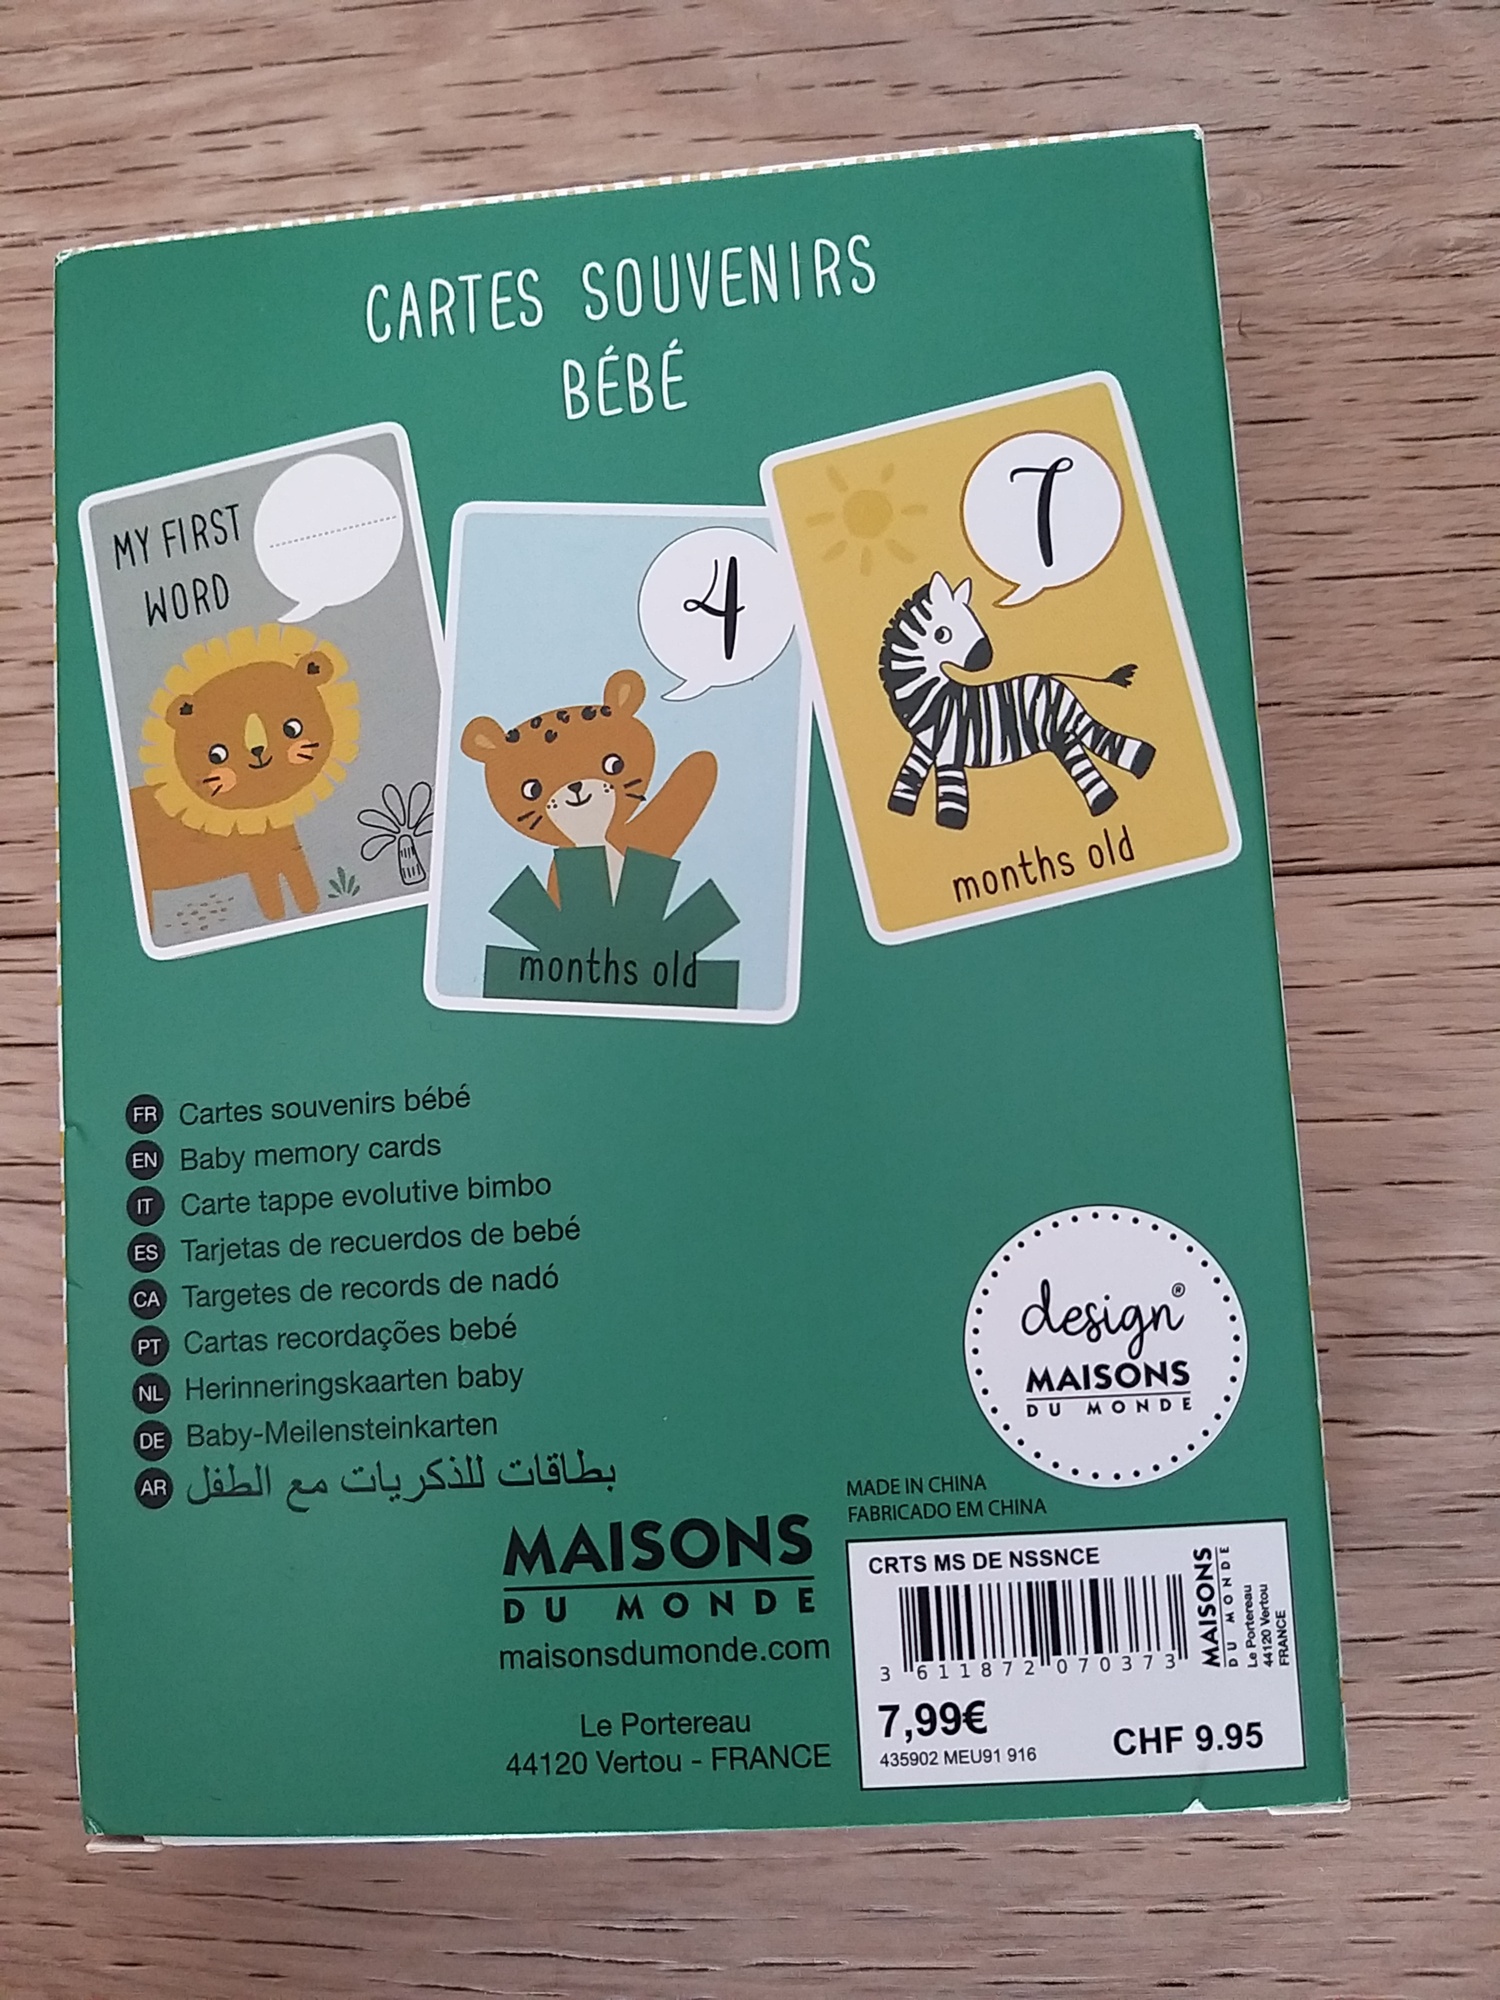 CARTES SOUVENIRS
BÉBÉ
MY FIRST
WORD
4
months old
7
months old
FR Cartes souvenirs bébé
EN Baby memory cards
IT Carte tappe evolutive bimbo
ES Tarjetas de recuerdos de bebé
CA Targetes de records de nadó
PT Cartas recordações bebé
NL Herinneringskaarten baby
DE Baby-Meilensteinkarten
AR بطاقات للذكريات مع الطفل
design®
MAISONS
DU MONDE
MADE IN CHINA
FABRICADO EM CHINA
MAISONS
DU MONDE
maisonsdumonde.com
Le Portereau
44120 Vertou - FRANCE
CRTS MS DE NSSNCE
3 611872 070373
7,99€
435902 MEU91 916
CHF 9.95
MAISONS
DU MONDE
Le Portereau
44120 Vertou
FRANCE